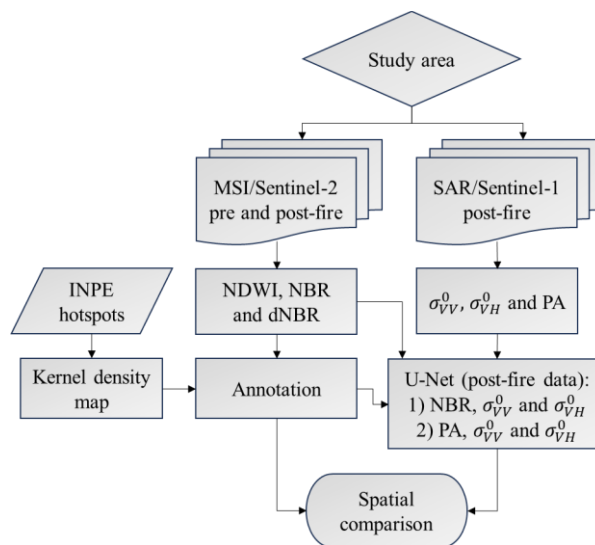 Study area
MSI/Sentinel-2
pre and post-fire
SAR/Sentinel-1
post-fire
INPE
hotspots
NDWI, NBR
and dNBR
σ⁰VV, σ⁰VH and PA
Kernel density
map
Annotation
U-Net (post-fire data):
1) NBR, σ⁰VV and σ⁰VH
2) PA, σ⁰VV and σ⁰VH
Spatial
comparison